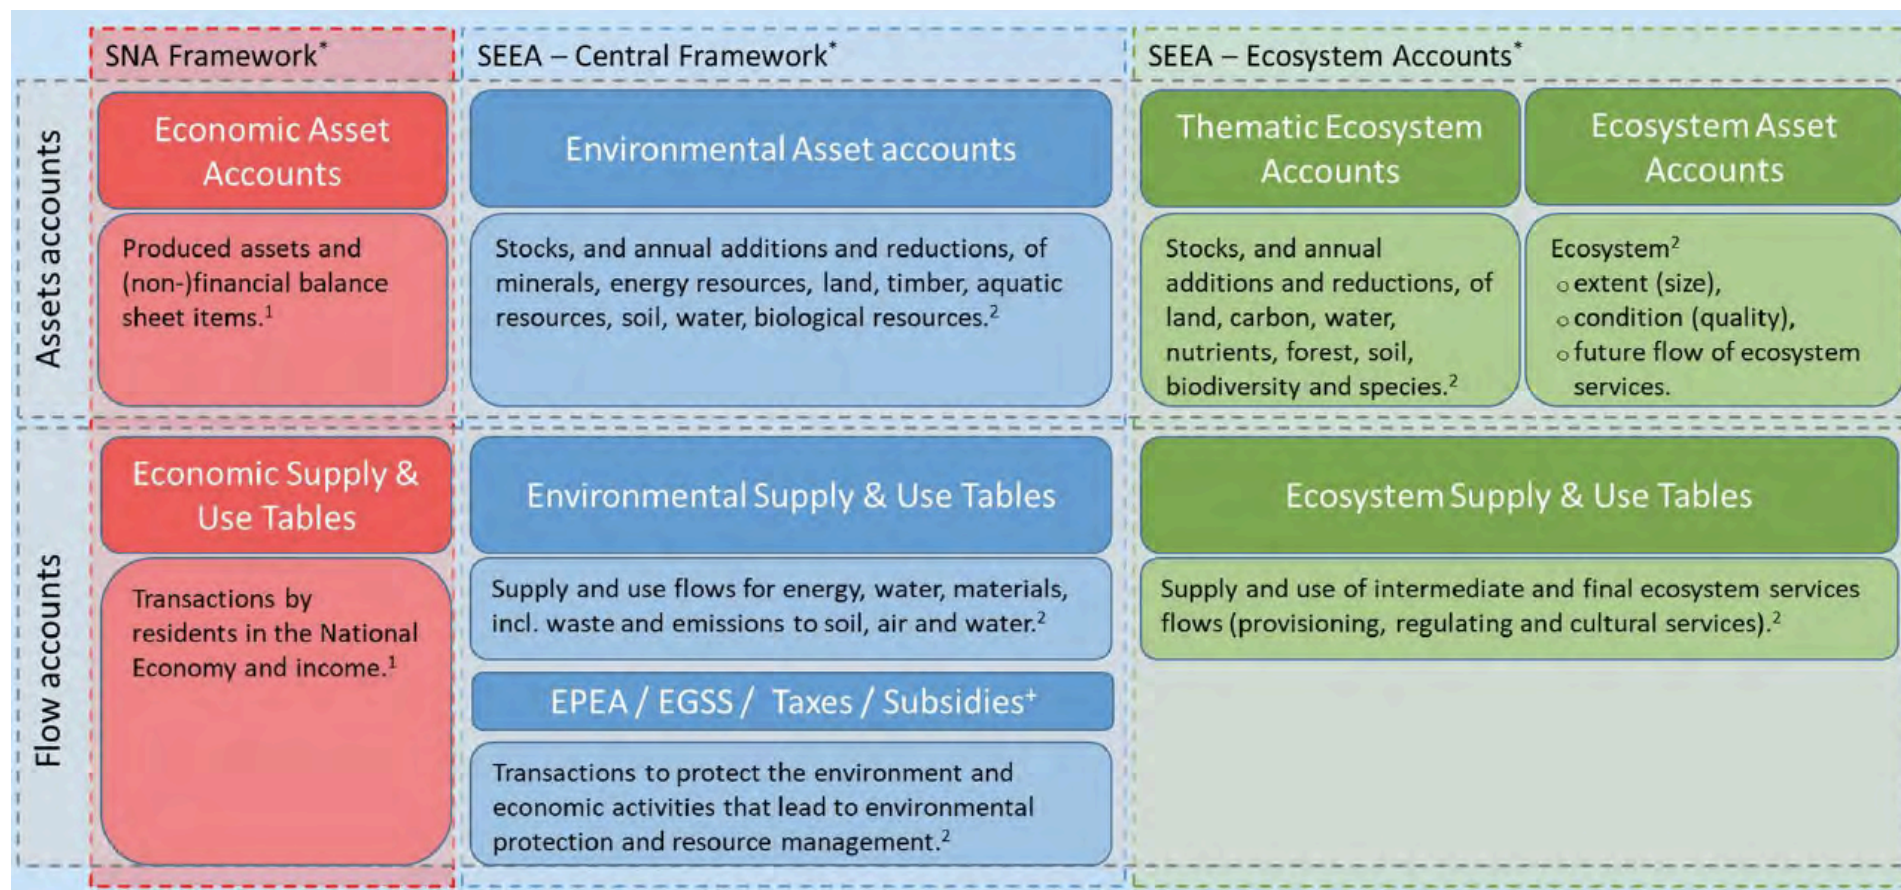 SNA Framework*
SEEA – Central Framework*
SEEA – Ecosystem Accounts*
Assets accounts
Economic Asset
Accounts
Environmental Asset accounts
Thematic Ecosystem
Accounts
Ecosystem Asset
Accounts
Produced assets and
(non-)financial balance
sheet items.¹
Stocks, and annual additions and reductions, of
minerals, energy resources, land, timber, aquatic
resources, soil, water, biological resources.²
Stocks, and annual
additions and reductions, of
land, carbon, water,
nutrients, forest, soil,
biodiversity and species.²
Ecosystem²
o extent (size),
o condition (quality),
o future flow of ecosystem
services.
Flow accounts
Economic Supply &
Use Tables
Environmental Supply & Use Tables
Ecosystem Supply & Use Tables
Transactions by
residents in the National
Economy and income.¹
Supply and use flows for energy, water, materials,
incl. waste and emissions to soil, air and water.²
Supply and use of intermediate and final ecosystem services
flows (provisioning, regulating and cultural services).²
EPEA / EGSS / Taxes / Subsidies⁺
Transactions to protect the environment and
economic activities that lead to environmental
protection and resource management.²